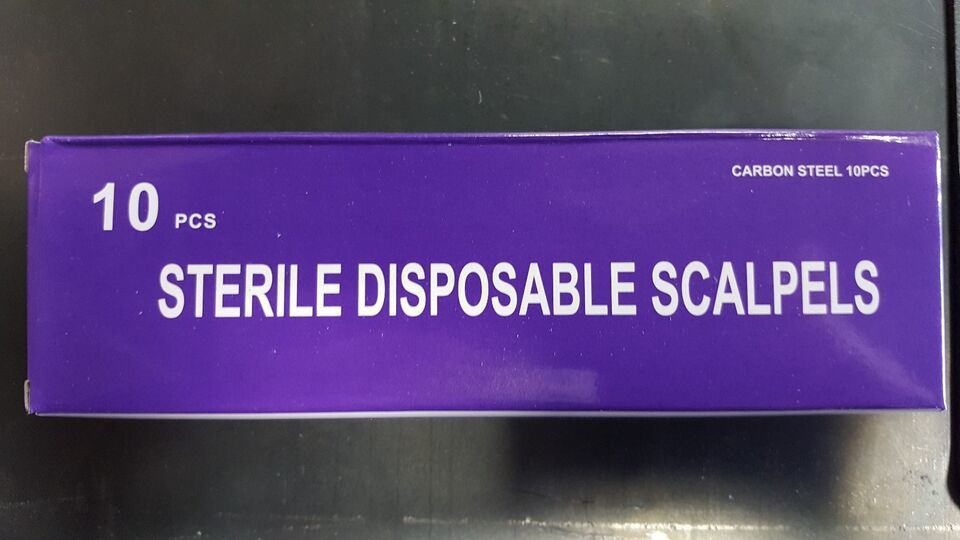 CARBON STEEL 10PCS
10 PCS
STERILE DISPOSABLE SCALPELS